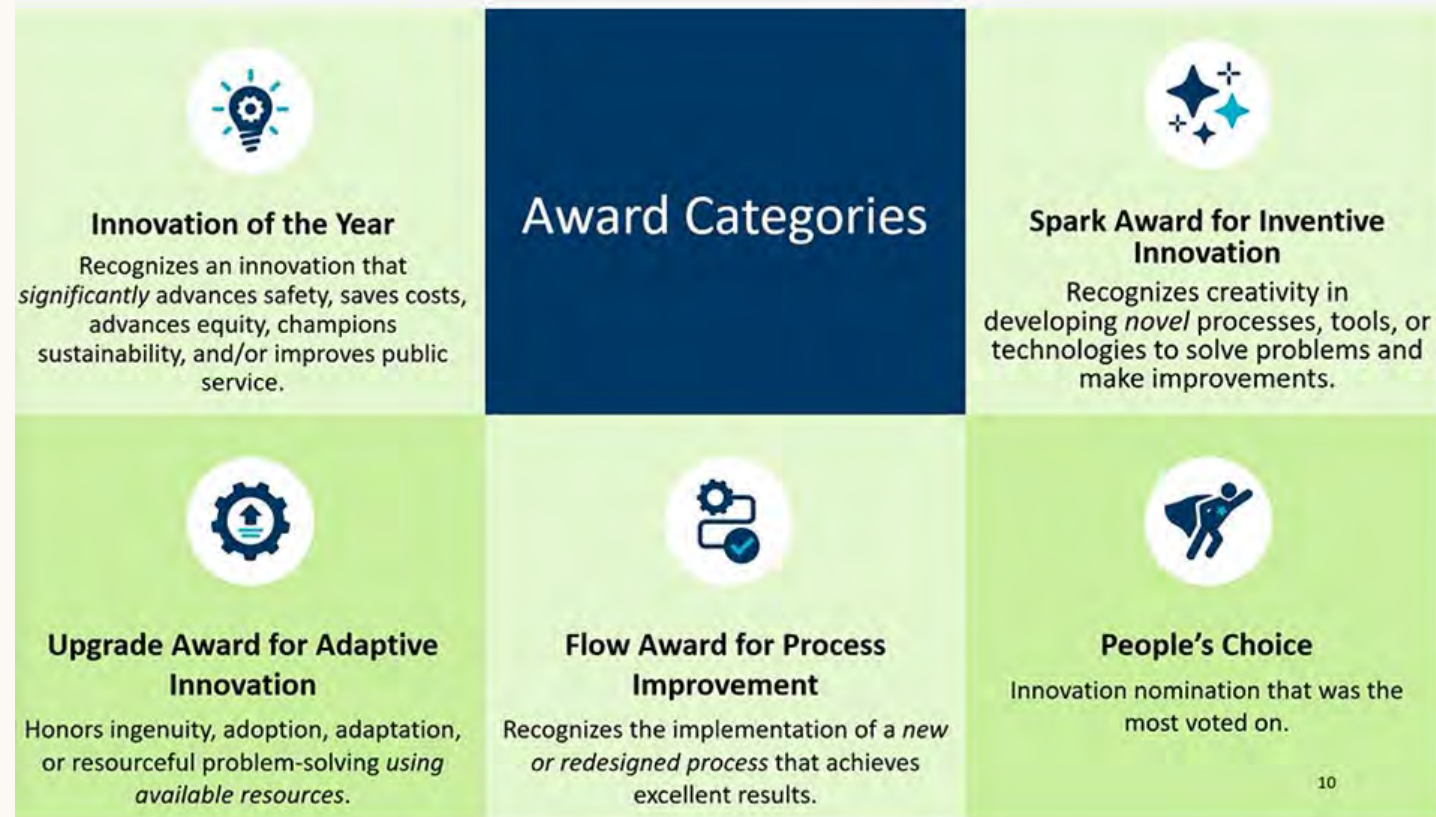 Innovation of the Year
Recognizes an innovation that
significantly advances safety, saves costs,
advances equity, champions
sustainability, and/or improves public
service.
Award Categories
Spark Award for Inventive
Innovation
Recognizes creativity in
developing novel processes, tools, or
technologies to solve problems and
make improvements.
Upgrade Award for Adaptive
Innovation
Honors ingenuity, adoption, adaptation,
or resourceful problem-solving using
available resources.
Flow Award for Process
Improvement
Recognizes the implementation of a new
or redesigned process that achieves
excellent results.
People’s Choice
Innovation nomination that was the
most voted on.
10